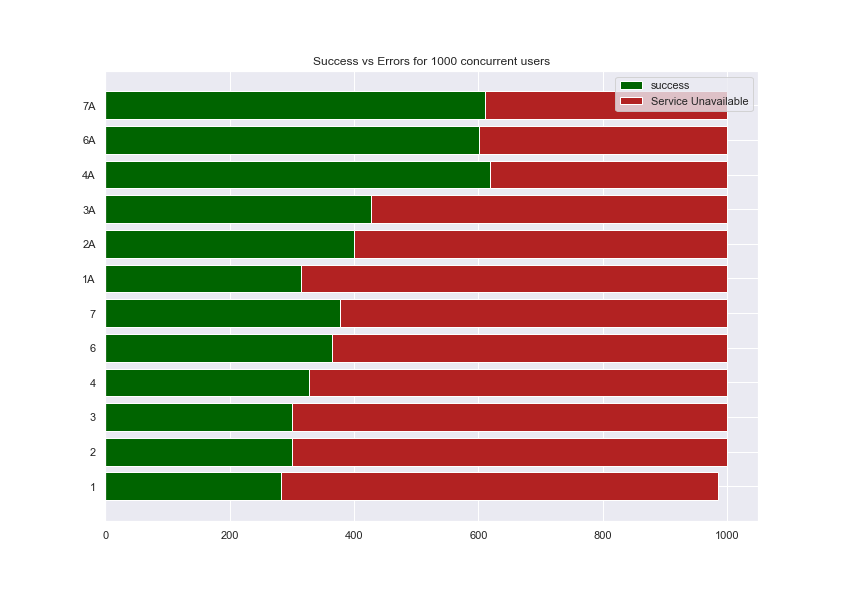 Success vs Errors for 1000 concurrent users
success
Service Unavailable
7A
6A
4A
3A
2A
1A
7
6
4
3
2
1
0 200 400 600 800 1000